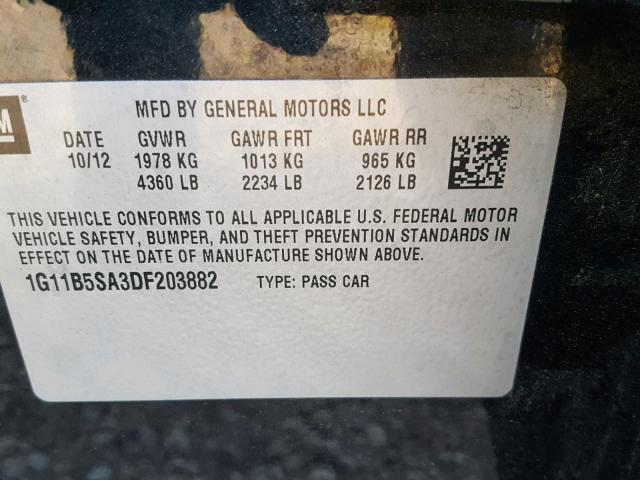 M®
MFD BY GENERAL MOTORS LLC
DATE GVWR GAWR FRT GAWR RR
10/12 1978 KG 1013 KG 965 KG
4360 LB 2234 LB 2126 LB
THIS VEHICLE CONFORMS TO ALL APPLICABLE U.S. FEDERAL MOTOR
VEHICLE SAFETY, BUMPER, AND THEFT PREVENTION STANDARDS IN
EFFECT ON THE DATE OF MANUFACTURE SHOWN ABOVE.
1G11B5SA3DF203882 TYPE: PASS CAR